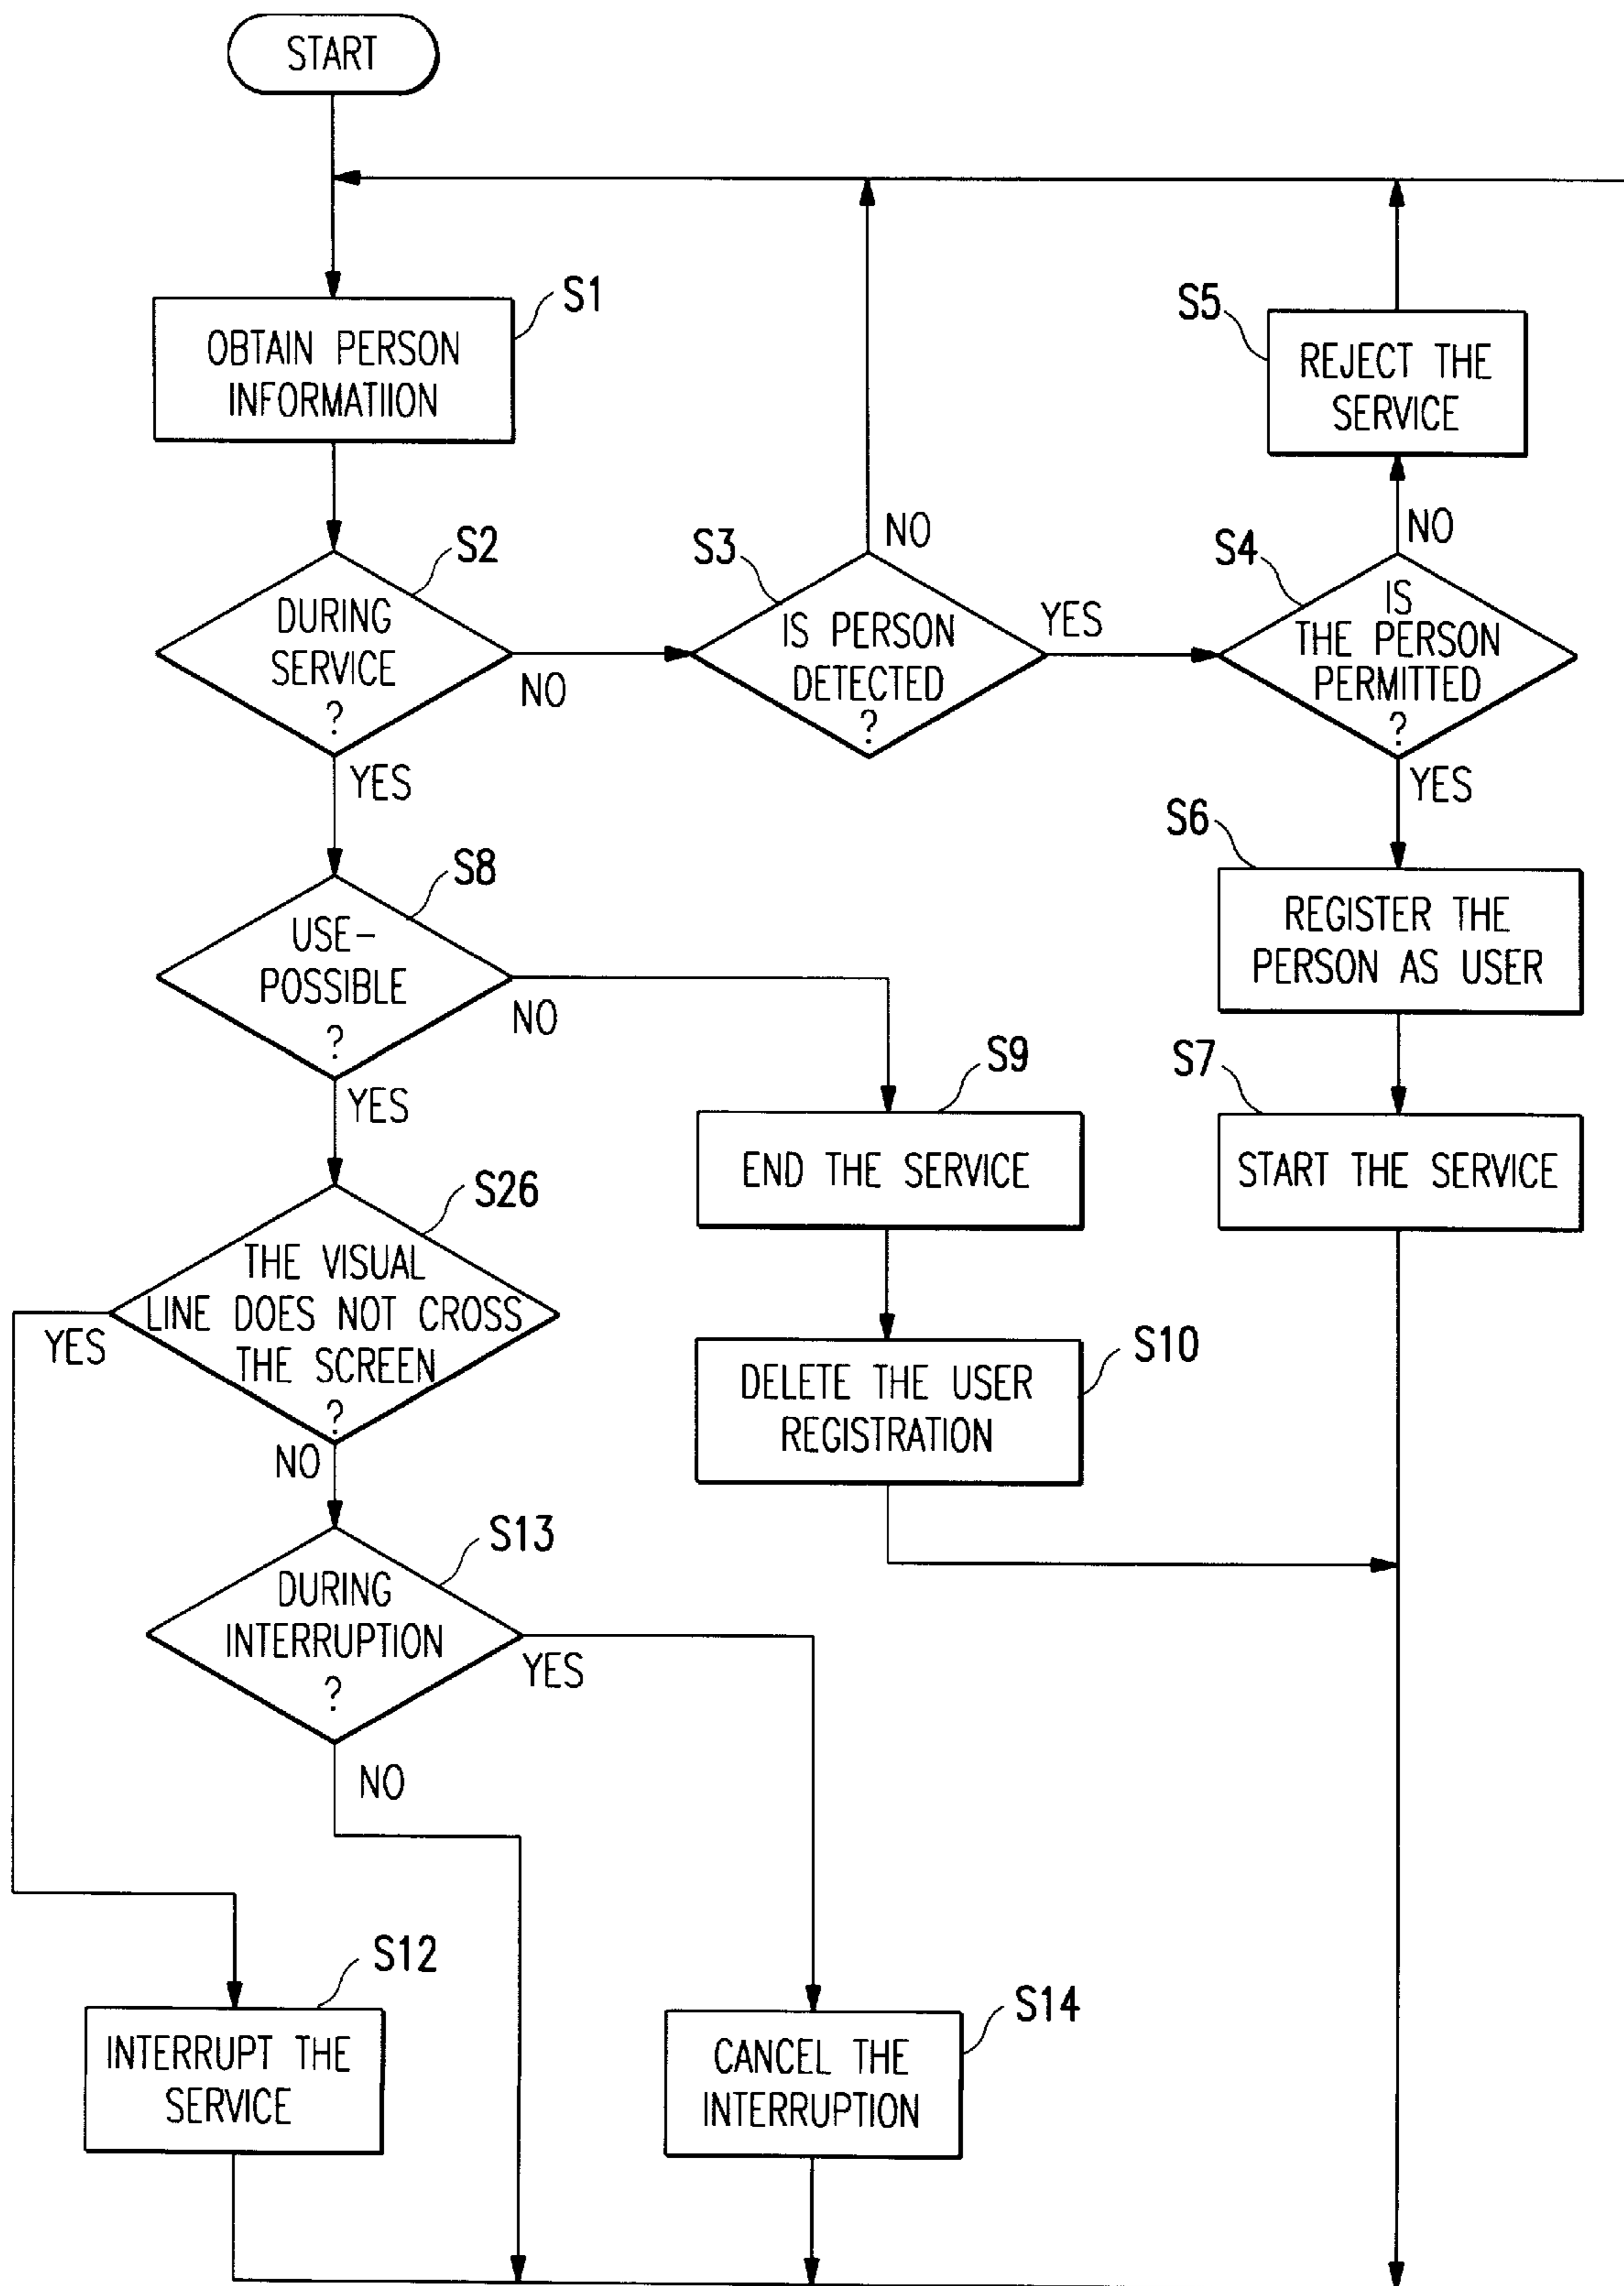 START
S1
OBTAIN PERSON
INFORMATIION
S5
REJECT THE
SERVICE
S2
DURING
SERVICE
?
NO
YES
S3
IS PERSON
DETECTED
?
NO
YES
S4
IS
THE PERSON
PERMITTED
?
NO
YES
S6
REGISTER THE
PERSON AS USER
S7
START THE SERVICE
S8
USE-
POSSIBLE
?
NO
YES
S9
END THE SERVICE
S10
DELETE THE USER
REGISTRATION
S26
THE VISUAL
LINE DOES NOT CROSS
THE SCREEN
?
YES
NO
S13
DURING
INTERRUPTION
?
YES
NO
S12
INTERRUPT THE
SERVICE
S14
CANCEL THE
INTERRUPTION